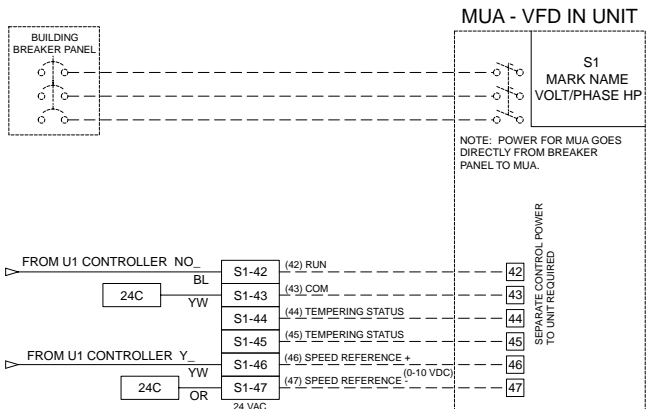 MUA - VFD IN UNIT
BUILDING
BREAKER PANEL
S1
MARK NAME
VOLT/PHASE HP
NOTE: POWER FOR MUA GOES
DIRECTLY FROM BREAKER
PANEL TO MUA.
SEPARATE CONTROL POWER
TO UNIT REQUIRED
FROM U1 CONTROLLER NO_
BL
S1-42
(42) RUN
42
24C
YW
S1-43
(43) COM
43
S1-44
(44) TEMPERING STATUS
44
S1-45
(45) TEMPERING STATUS
45
FROM U1 CONTROLLER Y_
YW
S1-46
(46) SPEED REFERENCE +
(0-10 VDC)
46
24C
OR
S1-47
(47) SPEED REFERENCE -
47
24 VAC